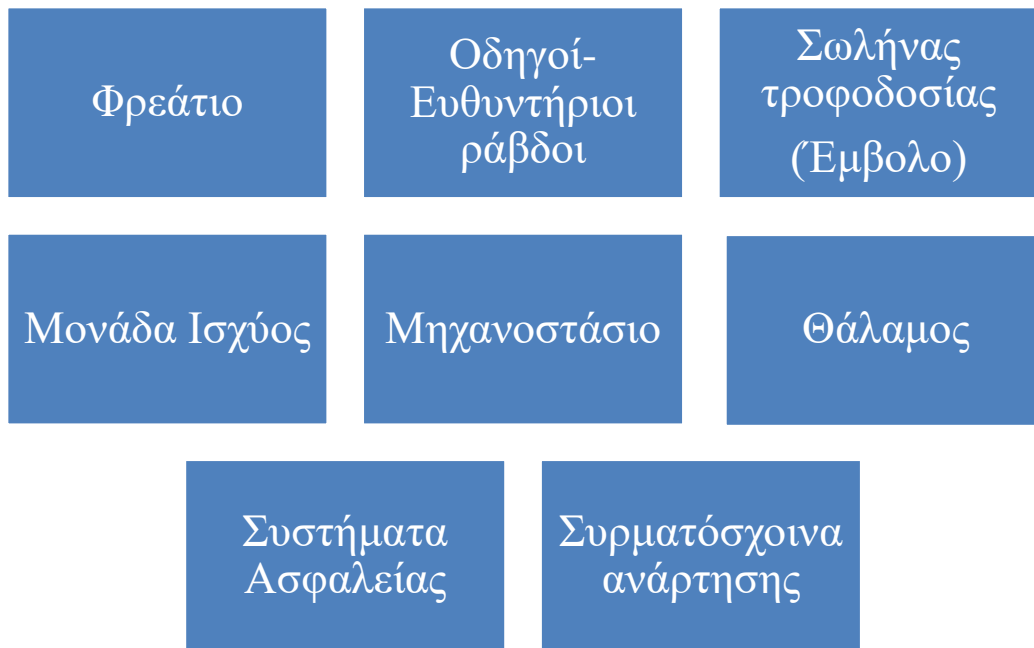 Φρεάτιο
Οδηγοί-
Ευθυντήριοι
ράβδοι
Σωλήνας
τροφοδοσίας
(Έμβολο)
Μονάδα Ισχύος
Μηχανοστάσιο
Θάλαμος
Συστήματα
Ασφαλείας
Συρματόσχοινα
ανάρτησης